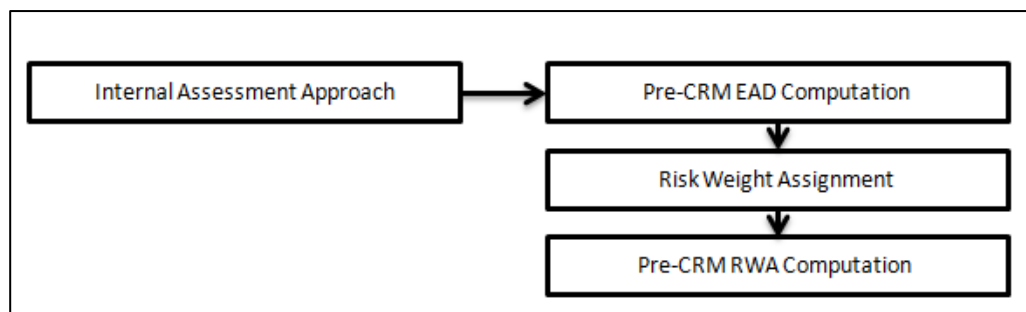 Internal Assessment Approach
Pre-CRM EAD Computation
Risk Weight Assignment
Pre-CRM RWA Computation